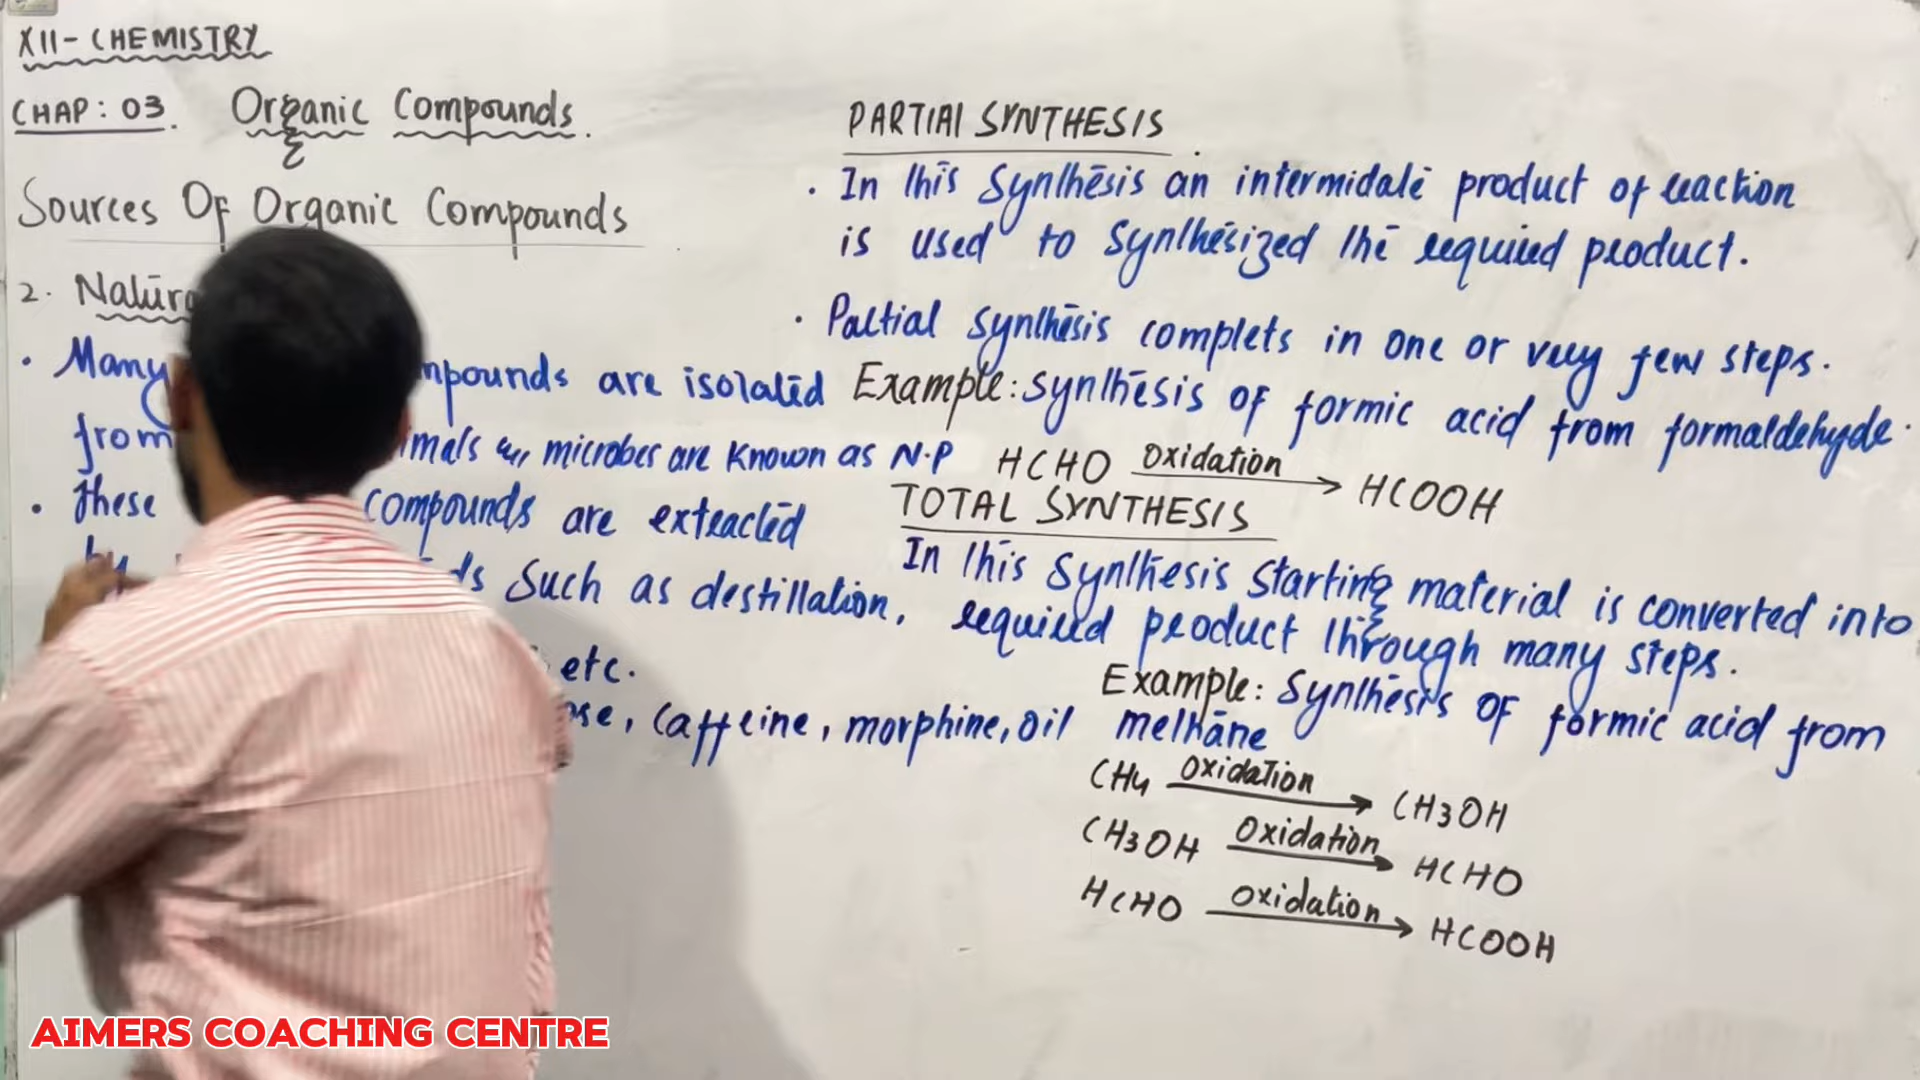 XII - CHEMISTRY
CHAP: 03. Organic Compounds.
Sources Of Organic Compounds
2.
Many are isolated
from microbes are Known as N.P
These compounds are extracted
Such as destillation,
etc.
, caffeine, morphine, oil
PARTIAL SYNTHESIS
. In this Synthesis an intermidate product of reaction
is used to Synthesized the required product.
. Partial synthesis complets in one or very few steps.
Example: synthesis of formic acid from formaldehyde.
HCHO Oxidation → HCOOH
TOTAL SYNTHESIS
In this Synthesis Starting material is converted into
required product through many steps.
Example: Synthesis OF formic acid from
methane
CH4 Oxidation → CH3OH
CH3OH Oxidation → HCHO
HCHO Oxidation → HCOOH
AIMERS COACHING CENTRE